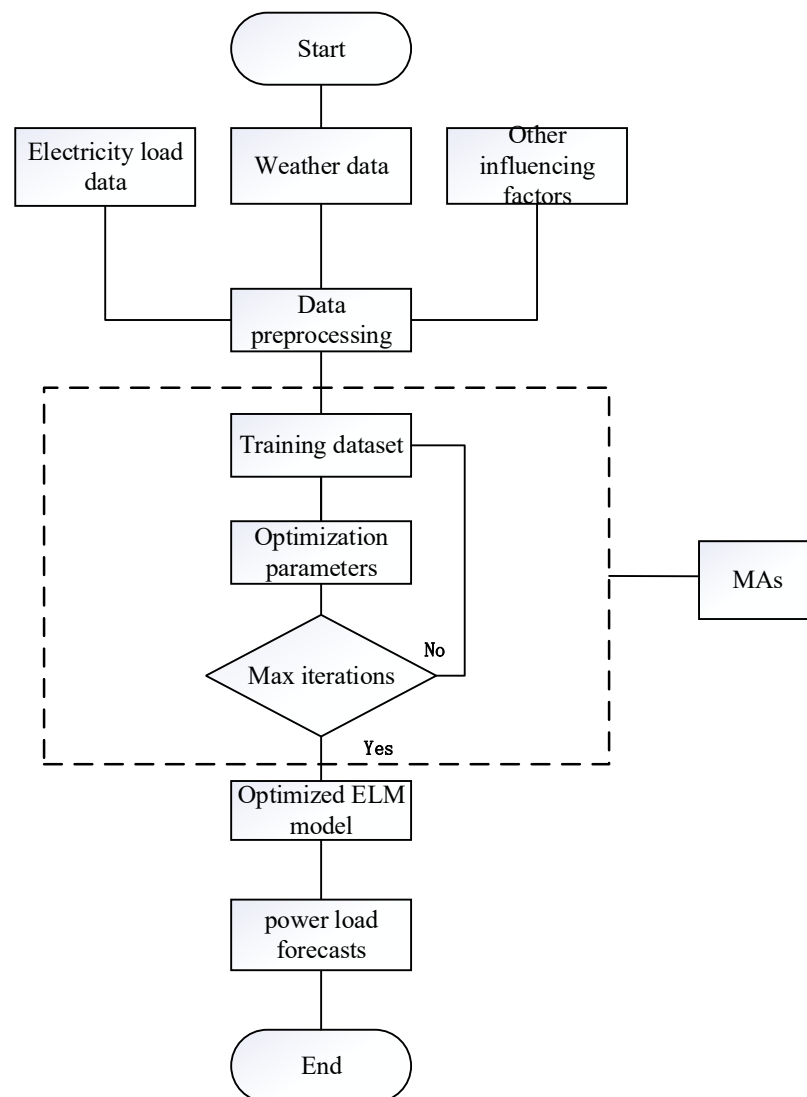 Start
Electricity load
data
Weather data
Other
influencing
factors
Data
preprocessing
Training dataset
Optimization
parameters
MAs
No
Max iterations
Yes
Optimized ELM
model
power load
forecasts
End